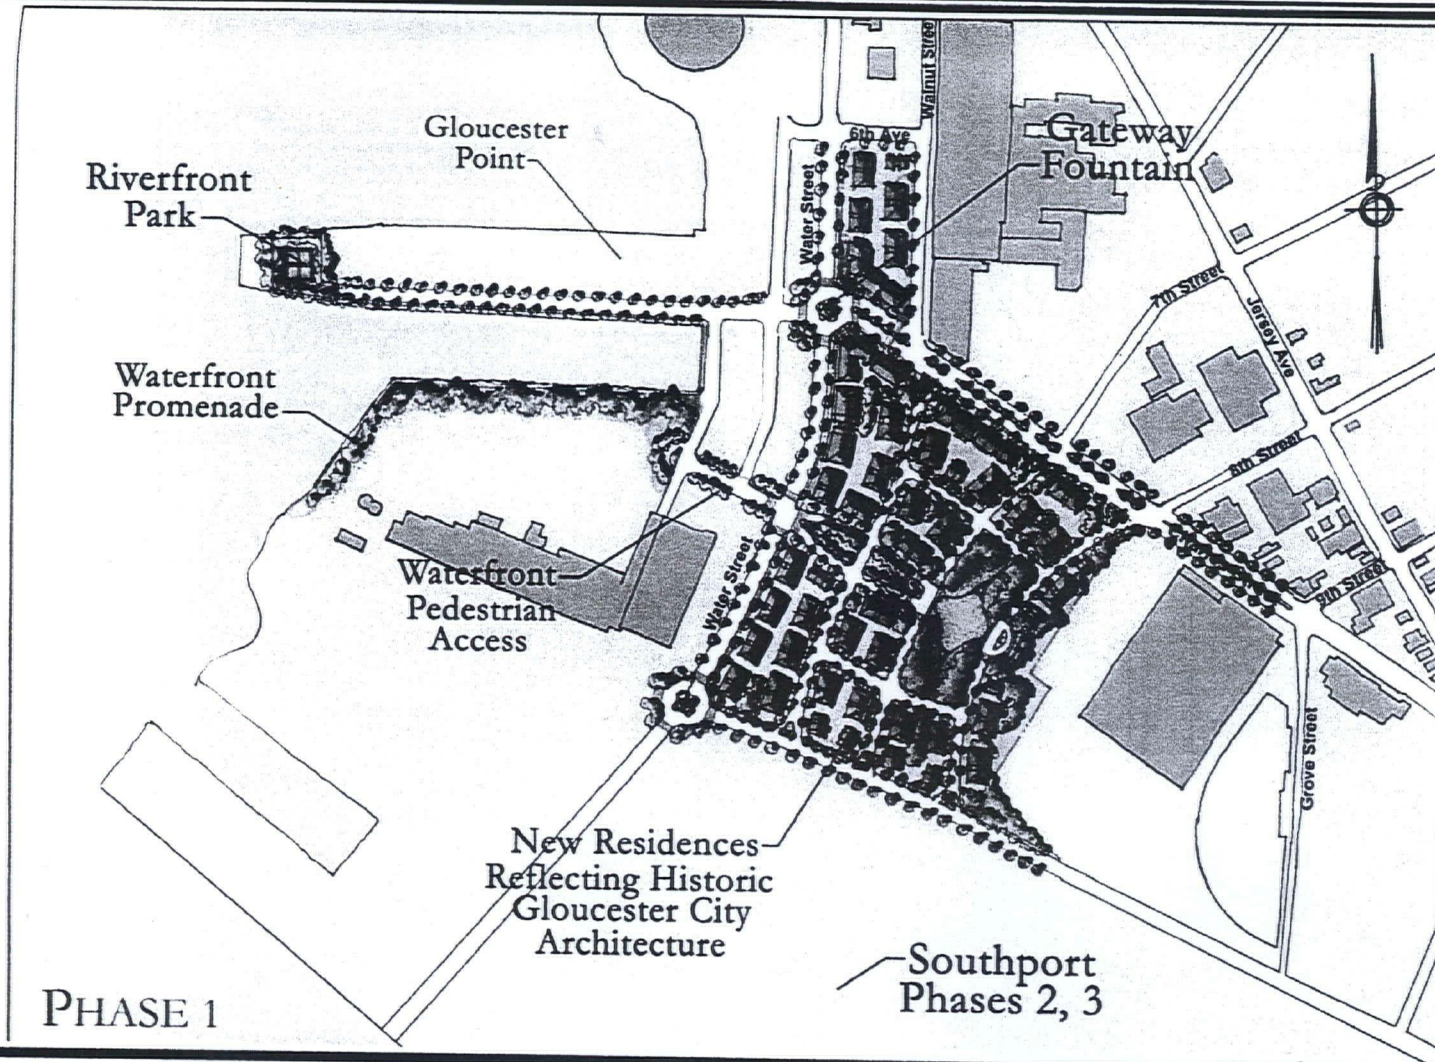 Gloucester
Point
Riverfront
Park
Gateway
Fountain
Walnut Street
6th Ave
Water Street
7th Street
Jersey Ave
Waterfront
Promenade
8th Street
9th Street
Waterfront
Pedestrian
Access
Water Street
Grove Street
New Residences
Reflecting Historic
Gloucester City
Architecture
Southport
Phases 2, 3
PHASE 1